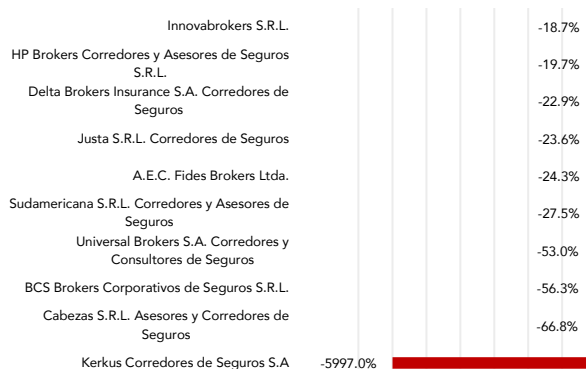 Innovabrokers S.R.L. -18.7%
HP Brokers Corredores y Asesores de Seguros
S.R.L. -19.7%
Delta Brokers Insurance S.A. Corredores de
Seguros -22.9%
Justa S.R.L. Corredores de Seguros -23.6%
A.E.C. Fides Brokers Ltda. -24.3%
Sudamericana S.R.L. Corredores y Asesores de
Seguros -27.5%
Universal Brokers S.A. Corredores y
Consultores de Seguros -53.0%
BCS Brokers Corporativos de Seguros S.R.L. -56.3%
Cabezas S.R.L. Asesores y Corredores de
Seguros -66.8%
Kerkus Corredores de Seguros S.A -5997.0%